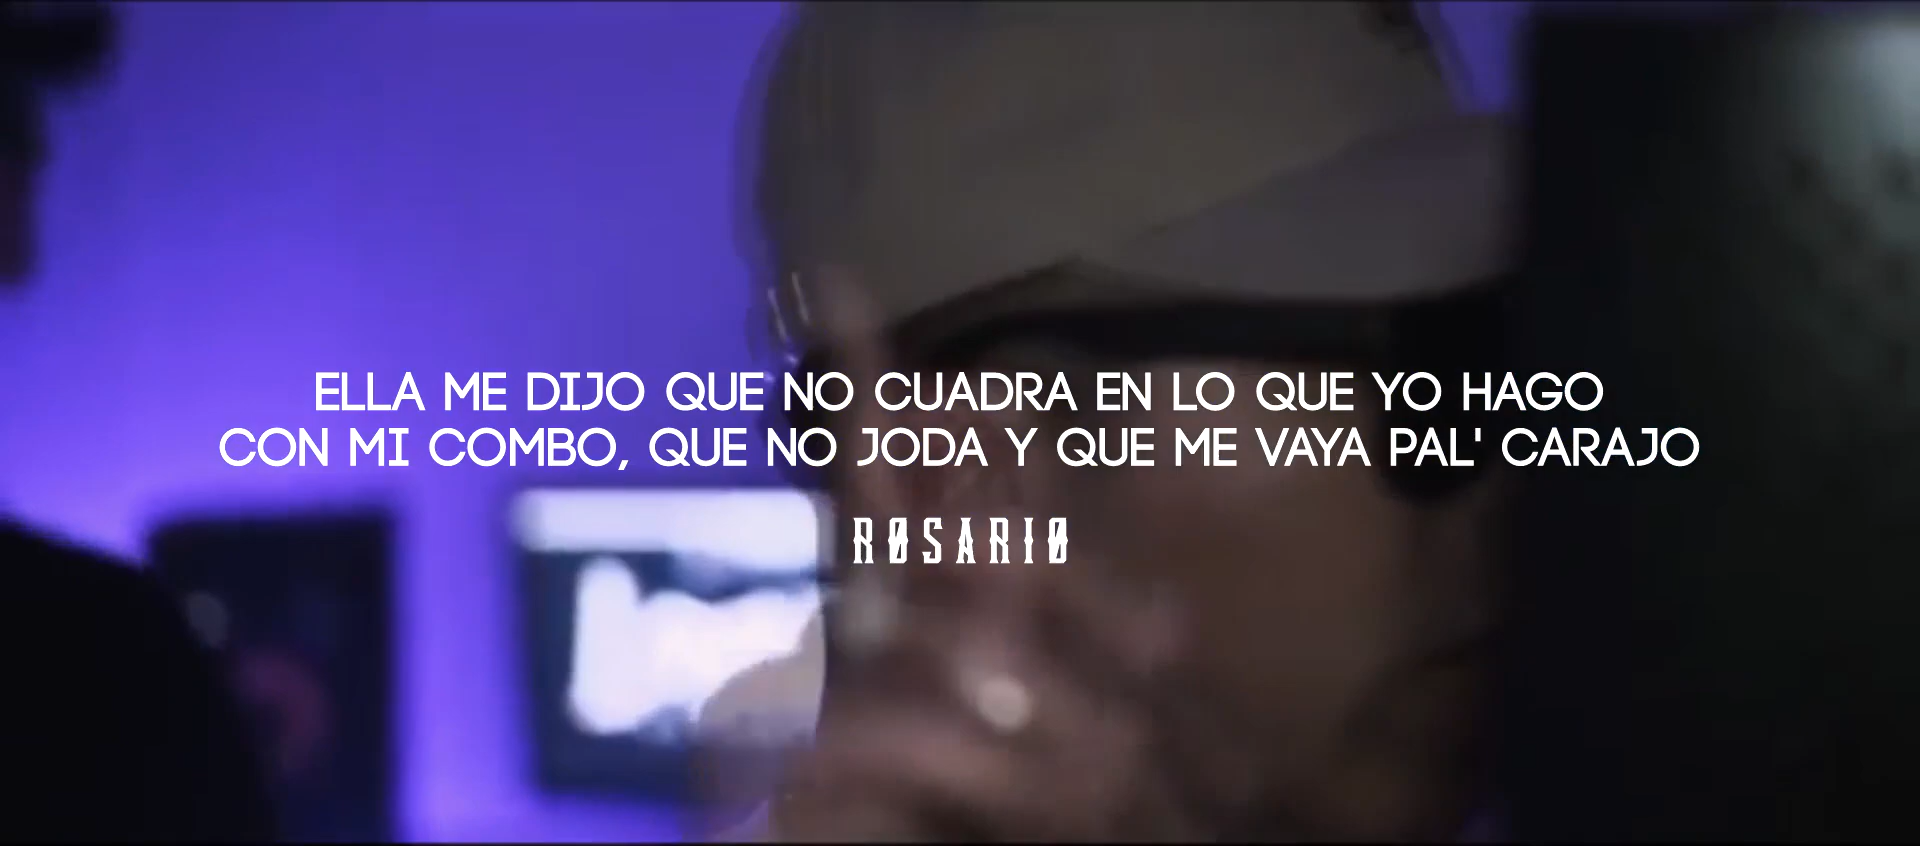 ELLA ME DIJO QUE NO CUADRA EN LO QUE YO HAGO
CON MI COMBO, QUE NO JODA Y QUE ME VAYA PAL' CARAJO
RØSARIØ